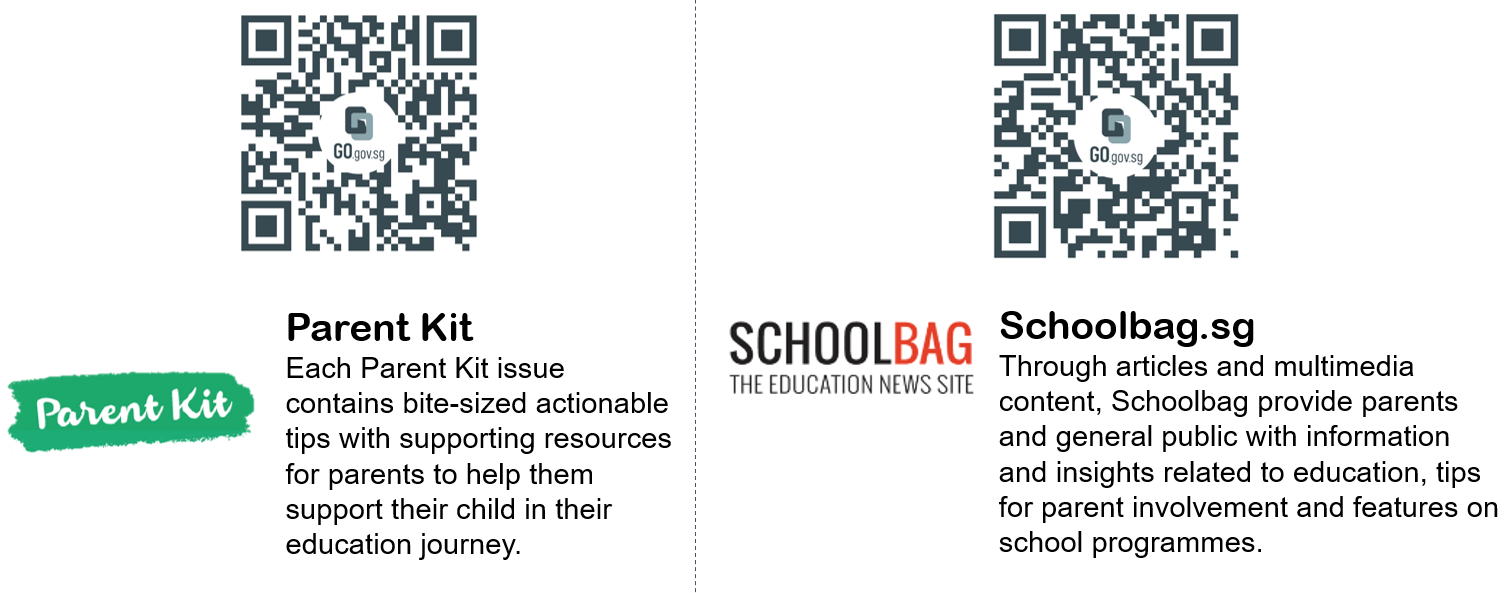 GO.gov.sg
Parent Kit
Parent Kit
Each Parent Kit issue
contains bite-sized actionable
tips with supporting resources
for parents to help them
support their child in their
education journey.
GO.gov.sg
SCHOOLBAG
THE EDUCATION NEWS SITE
Schoolbag.sg
Through articles and multimedia
content, Schoolbag provide parents
and general public with information
and insights related to education, tips
for parent involvement and features on
school programmes.